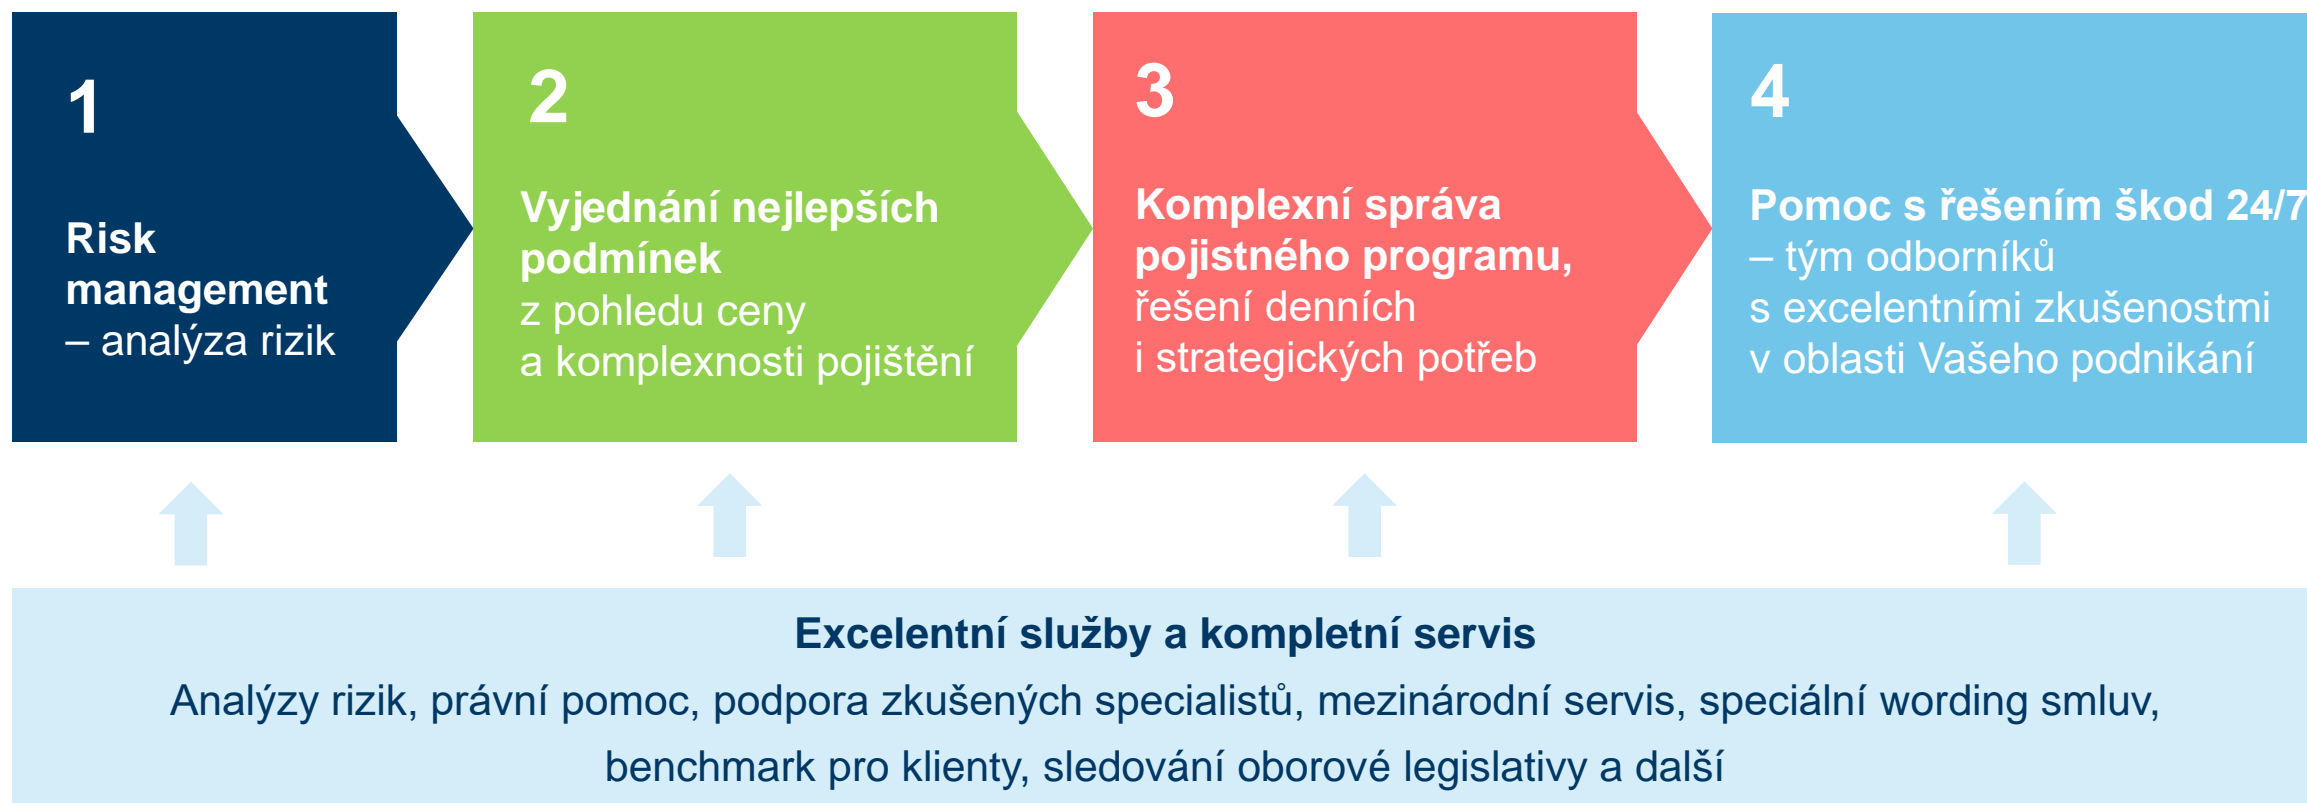 1
Risk
management
– analýza rizik
2
Vyjednání nejlepších
podmínek
z pohledu ceny
a komplexnosti pojištění
3
Komplexní správa
pojistného programu,
řešení denních
i strategických potřeb
4
Pomoc s řešením škod 24/7
– tým odborníků
s excelentními zkušenostmi
v oblasti Vašeho podnikání
Excelentní služby a kompletní servis
Analýzy rizik, právní pomoc, podpora zkušených specialistů, mezinárodní servis, speciální wording smluv,
benchmark pro klienty, sledování oborové legislativy a další